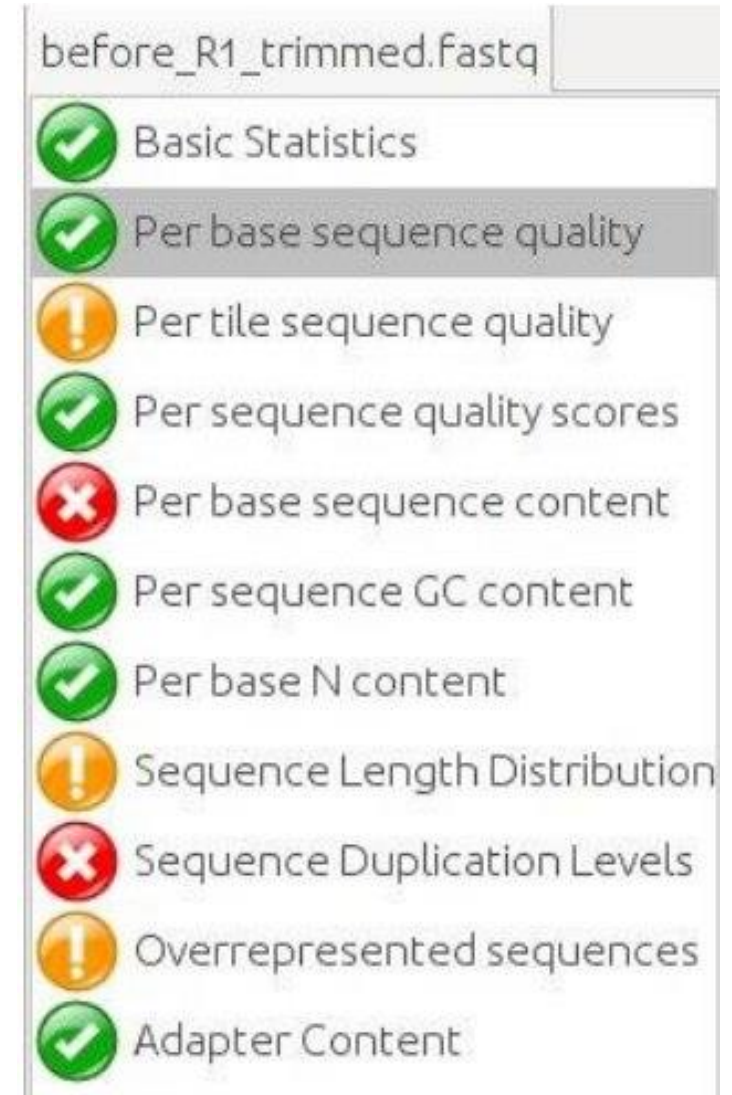 before_R1_trimmed.fastq
Basic Statistics
Per base sequence quality
Per tile sequence quality
Per sequence quality scores
Per base sequence content
Per sequence GC content
Per base N content
Sequence Length Distribution
Sequence Duplication Levels
Overrepresented sequences
Adapter Content